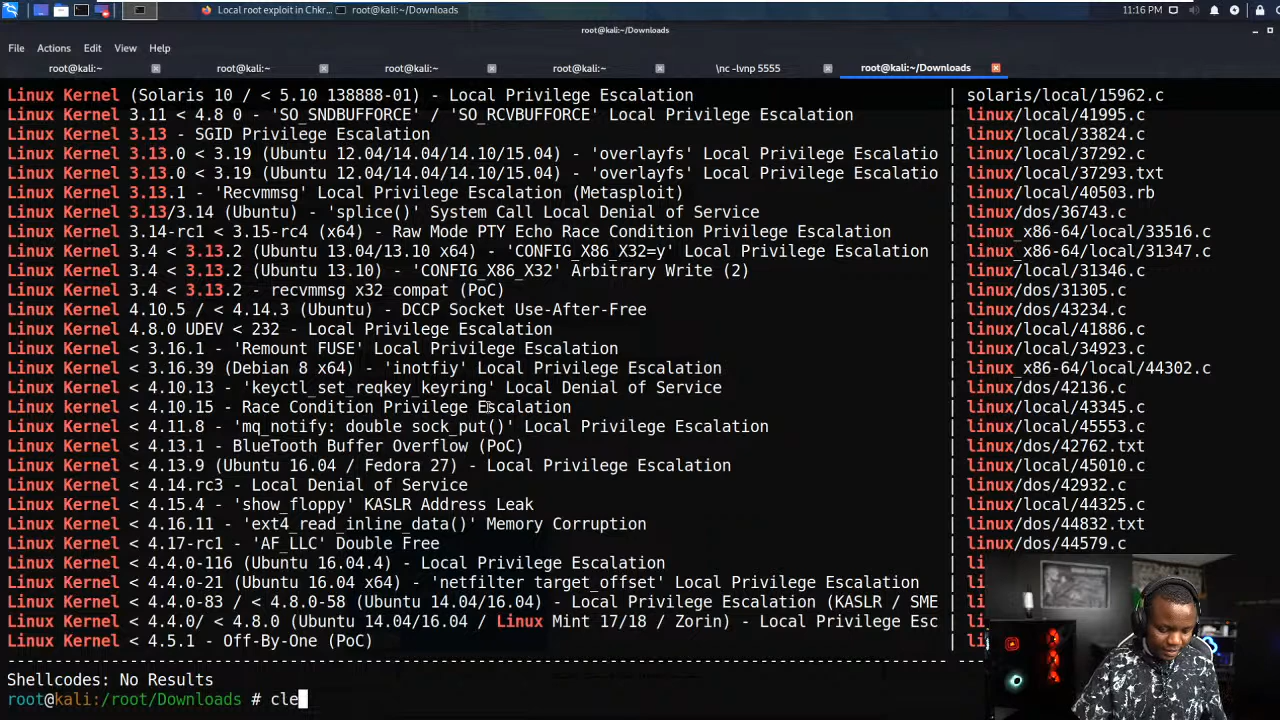 Local root exploit in Chkr
root@kali:~/Downloads
11:16 PM
root@kali:~/Downloads
File Actions Edit View Help
root@kali:~ root@kali:~ root@kali:~ root@kali:~ \nc -lvnp 5555 root@kali:~/Downloads
Linux Kernel (Solaris 10 / < 5.10 138888-01) - Local Privilege Escalation | solaris/local/15962.c
Linux Kernel 3.11 < 4.8 0 - 'SO_SNDBUFFORCE' / 'SO_RCVBUFFORCE' Local Privilege Escalation | linux/local/41995.c
Linux Kernel 3.13 - SGID Privilege Escalation | linux/local/33824.c
Linux Kernel 3.13.0 < 3.19 (Ubuntu 12.04/14.04/14.10/15.04) - 'overlayfs' Local Privilege Escalatio | linux/local/37292.c
Linux Kernel 3.13.0 < 3.19 (Ubuntu 12.04/14.04/14.10/15.04) - 'overlayfs' Local Privilege Escalatio | linux/local/37293.txt
Linux Kernel 3.13.1 - 'Recvmmsg' Local Privilege Escalation (Metasploit) | linux/local/40503.rb
Linux Kernel 3.13/3.14 (Ubuntu) - 'splice()' System Call Local Denial of Service | linux/dos/36743.c
Linux Kernel 3.14-rc1 < 3.15-rc4 (x64) - Raw Mode PTY Echo Race Condition Privilege Escalation | linux_x86-64/local/33516.c
Linux Kernel 3.4 < 3.13.2 (Ubuntu 13.04/13.10 x64) - 'CONFIG_X86_X32=y' Local Privilege Escalation | linux_x86-64/local/31347.c
Linux Kernel 3.4 < 3.13.2 (Ubuntu 13.10) - 'CONFIG_X86_X32' Arbitrary Write (2) | linux/local/31346.c
Linux Kernel 3.4 < 3.13.2 - recvmmsg x32 compat (PoC) | linux/dos/31305.c
Linux Kernel 4.10.5 / < 4.14.3 (Ubuntu) - DCCP Socket Use-After-Free | linux/dos/43234.c
Linux Kernel 4.8.0 UDEV < 232 - Local Privilege Escalation | linux/local/41886.c
Linux Kernel < 3.16.1 - 'Remount FUSE' Local Privilege Escalation | linux/local/34923.c
Linux Kernel < 3.16.39 (Debian 8 x64) - 'inotfiy' Local Privilege Escalation | linux_x86-64/local/44302.c
Linux Kernel < 4.10.13 - 'keyctl_set_reqkey_keyring' Local Denial of Service | linux/dos/42136.c
Linux Kernel < 4.10.15 - Race Condition Privilege Escalation | linux/local/43345.c
Linux Kernel < 4.11.8 - 'mq_notify: double sock_put()' Local Privilege Escalation | linux/local/45553.c
Linux Kernel < 4.13.1 - BlueTooth Buffer Overflow (PoC) | linux/dos/42762.txt
Linux Kernel < 4.13.9 (Ubuntu 16.04 / Fedora 27) - Local Privilege Escalation | linux/local/45010.c
Linux Kernel < 4.14.rc3 - Local Denial of Service | linux/dos/42932.c
Linux Kernel < 4.15.4 - 'show_floppy' KASLR Address Leak | linux/local/44325.c
Linux Kernel < 4.16.11 - 'ext4_read_inline_data()' Memory Corruption | linux/dos/44832.txt
Linux Kernel < 4.17-rc1 - 'AF_LLC' Double Free | linux/dos/44579.c
Linux Kernel < 4.4.0-116 (Ubuntu 16.04.4) - Local Privilege Escalation |
Linux Kernel < 4.4.0-21 (Ubuntu 16.04 x64) - 'netfilter target_offset' Local Privilege Escalation |
Linux Kernel < 4.4.0-83 / < 4.8.0-58 (Ubuntu 14.04/16.04) - Local Privilege Escalation (KASLR / SME |
Linux Kernel < 4.4.0/ < 4.8.0 (Ubuntu 14.04/16.04 / Linux Mint 17/18 / Zorin) - Local Privilege Esc |
Linux Kernel < 4.5.1 - Off-By-One (PoC) |
Shellcodes: No Results
root@kali:/root/Downloads # cle